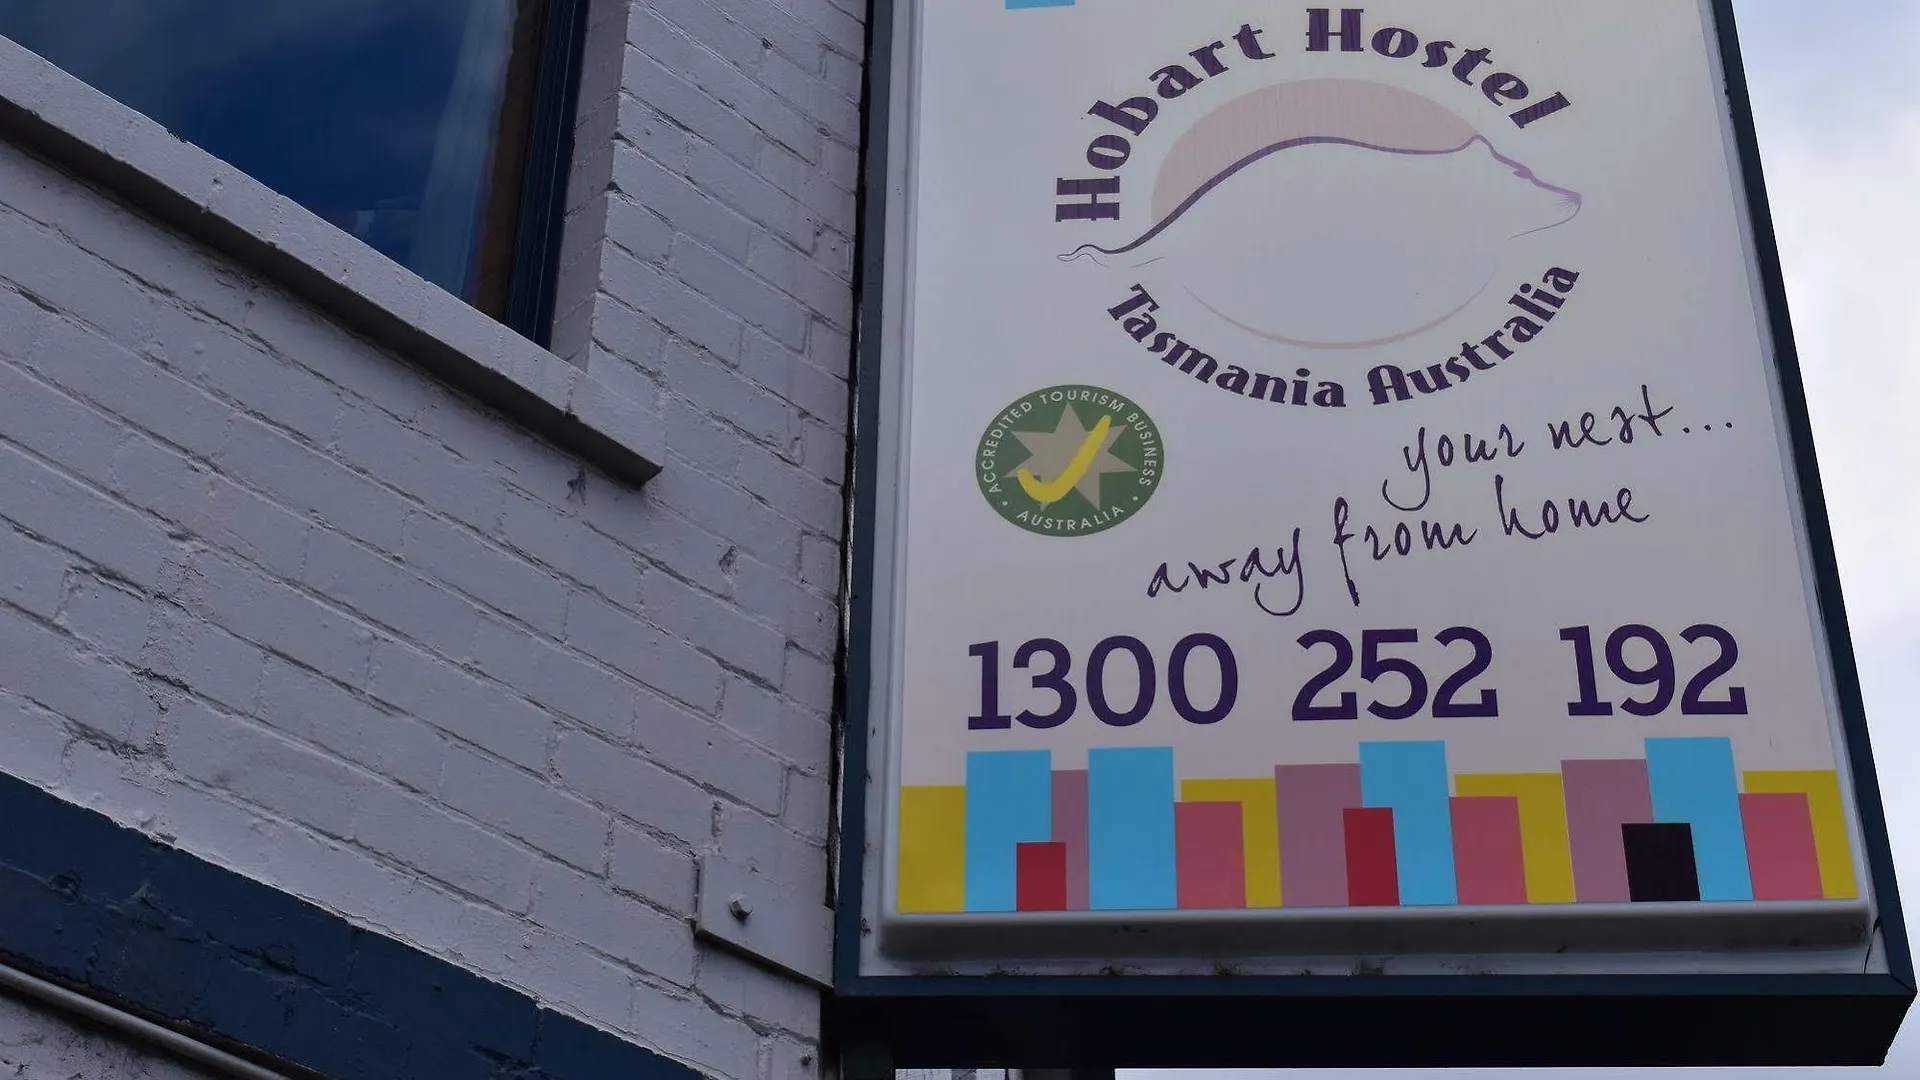 Hobart Hostel
Tasmania Australia
ACCREDITED TOURISM BUSINESS
• AUSTRALIA •
your nest...
away from home
1300 252 192